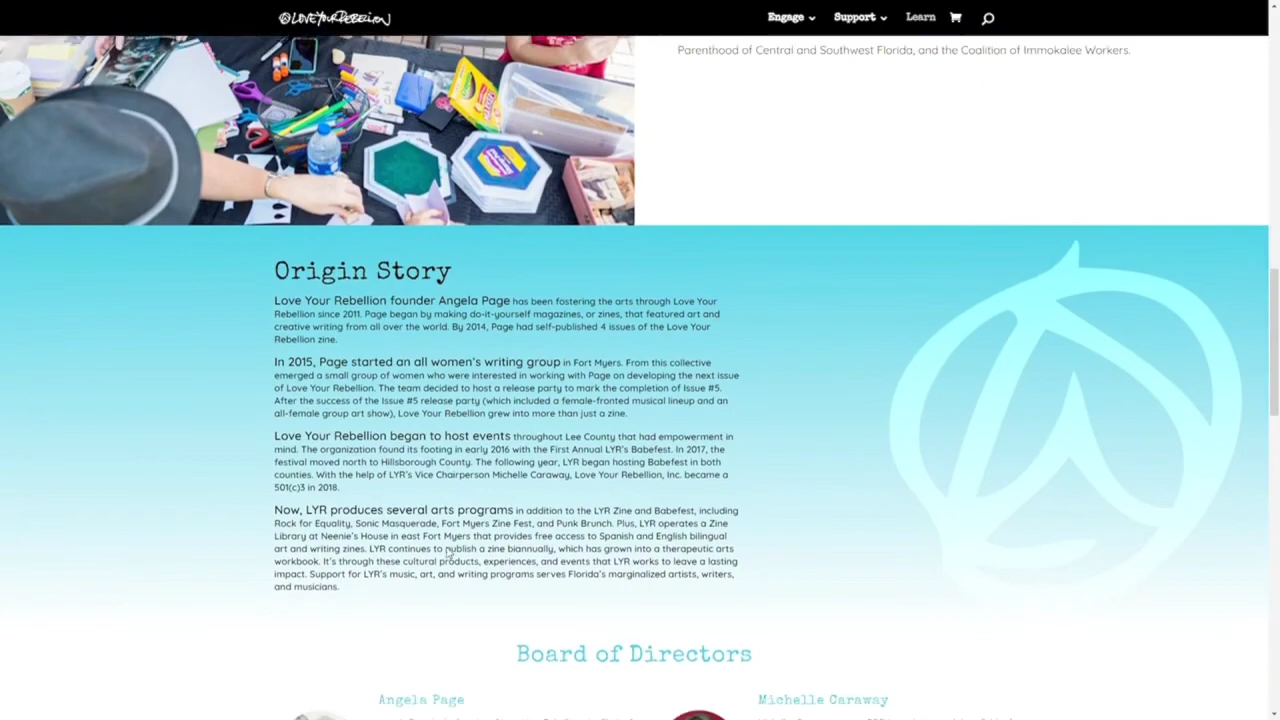 LOVEYOURREBELLION
Engage
Support
Learn
Parenthood of Central and Southwest Florida, and the Coalition of Immokalee Workers.
Origin Story
Love Your Rebellion founder Angela Page has been fostering the arts through Love Your
Rebellion since 2011. Page began by making do-it-yourself magazines, or zines, that featured art and
creative writing from all over the world. By 2014, Page had self-published 4 issues of the Love Your
Rebellion zine.
In 2015, Page started an all women's writing group in Fort Myers. From this collective
emerged a small group of women who were interested in working with Page on developing the next issue
of Love Your Rebellion. The team decided to host a release party to mark the completion of Issue #5.
After the success of the Issue #5 release party (which included a female-fronted musical lineup and an
all-female group art show), Love Your Rebellion grew into more than just a zine.
Love Your Rebellion began to host events throughout Lee County that had empowerment in
mind. The organization found its footing in early 2016 with the First Annual LYR's Babefest. In 2017, the
festival moved north to Hillsborough County. The following year, LYR began hosting Babefest in both
counties. With the help of LYR's Vice Chairperson Michelle Caraway, Love Your Rebellion, Inc. became a
501(c)3 in 2018.
Now, LYR produces several arts programs in addition to the LYR Zine and Babefest, including
Rock for Equality, Sonic Masquerade, Fort Myers Zine Fest, and Punk Brunch. Plus, LYR operates a Zine
Library at Neenie's House in east Fort Myers that provides free access to Spanish and English bilingual
art and writing zines. LYR continues to publish a zine biannually, which has grown into a therapeutic arts
workbook. It's through these cultural products, experiences, and events that LYR works to leave a lasting
impact. Support for LYR's music, art, and writing programs serves Florida's marginalized artists, writers,
and musicians.
Board of Directors
Angela Page
Michelle Caraway